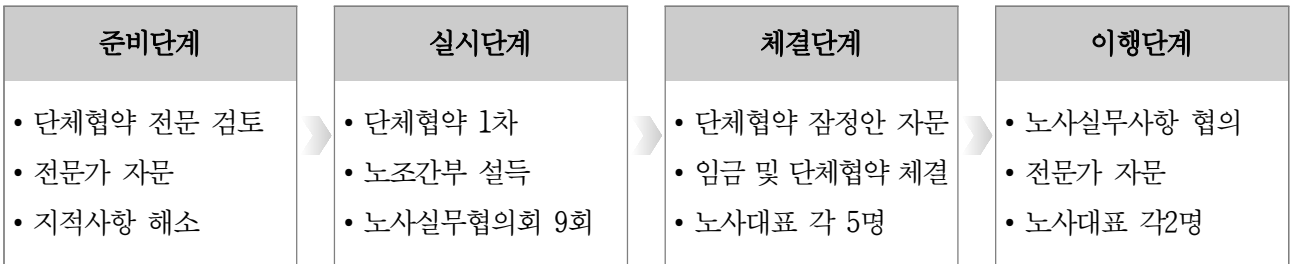 준비단계
• 단체협약 전문 검토
• 전문가 자문
• 지적사항 해소
실시단계
• 단체협약 1차
• 노조간부 설득
• 노사실무협의회 9회
체결단계
• 단체협약 잠정안 자문
• 임금 및 단체협약 체결
• 노사대표 각 5명
이행단계
• 노사실무사항 협의
• 전문가 자문
• 노사대표 각2명